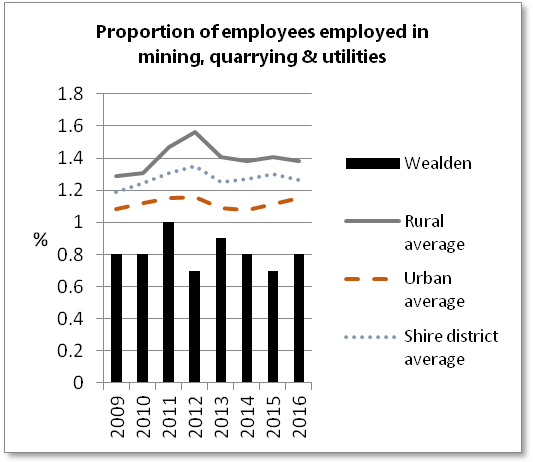 Proportion of employees employed in
mining, quarrying & utilities
1.8
1.6
1.4
1.2
1
0.8
0.6
0.4
0.2
0
%
2009
2010
2011
2012
2013
2014
2015
2016
Wealden
Rural
average
Urban
average
Shire district
average